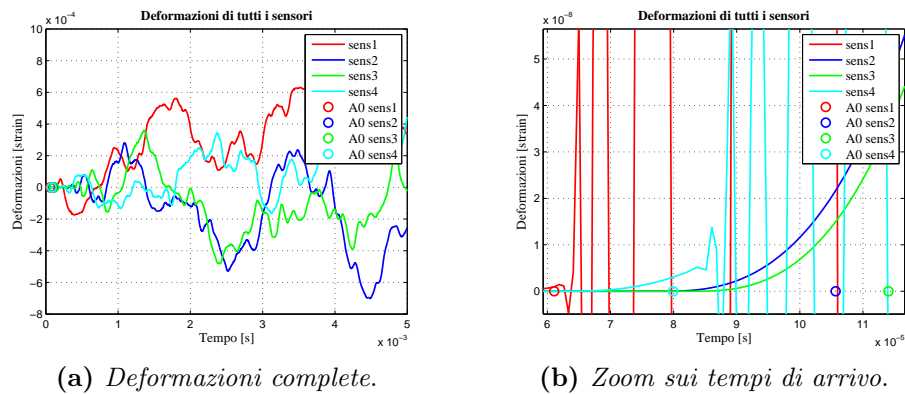 Deformazioni di tutti i sensori
x 10⁻⁴
Deformazioni [strain]
8
6
4
2
0
−2
−4
−6
−8
0
1
2
3
4
5
Tempo [s]
x 10⁻³
sens1
sens2
sens3
sens4
A0 sens1
A0 sens2
A0 sens3
A0 sens4
(a) Deformazioni complete.
Deformazioni di tutti i sensori
x 10⁻⁸
Deformazioni [strain]
5
4
3
2
1
0
6
7
8
9
10
11
Tempo [s]
x 10⁻⁵
sens1
sens2
sens3
sens4
A0 sens1
A0 sens2
A0 sens3
A0 sens4
(b) Zoom sui tempi di arrivo.